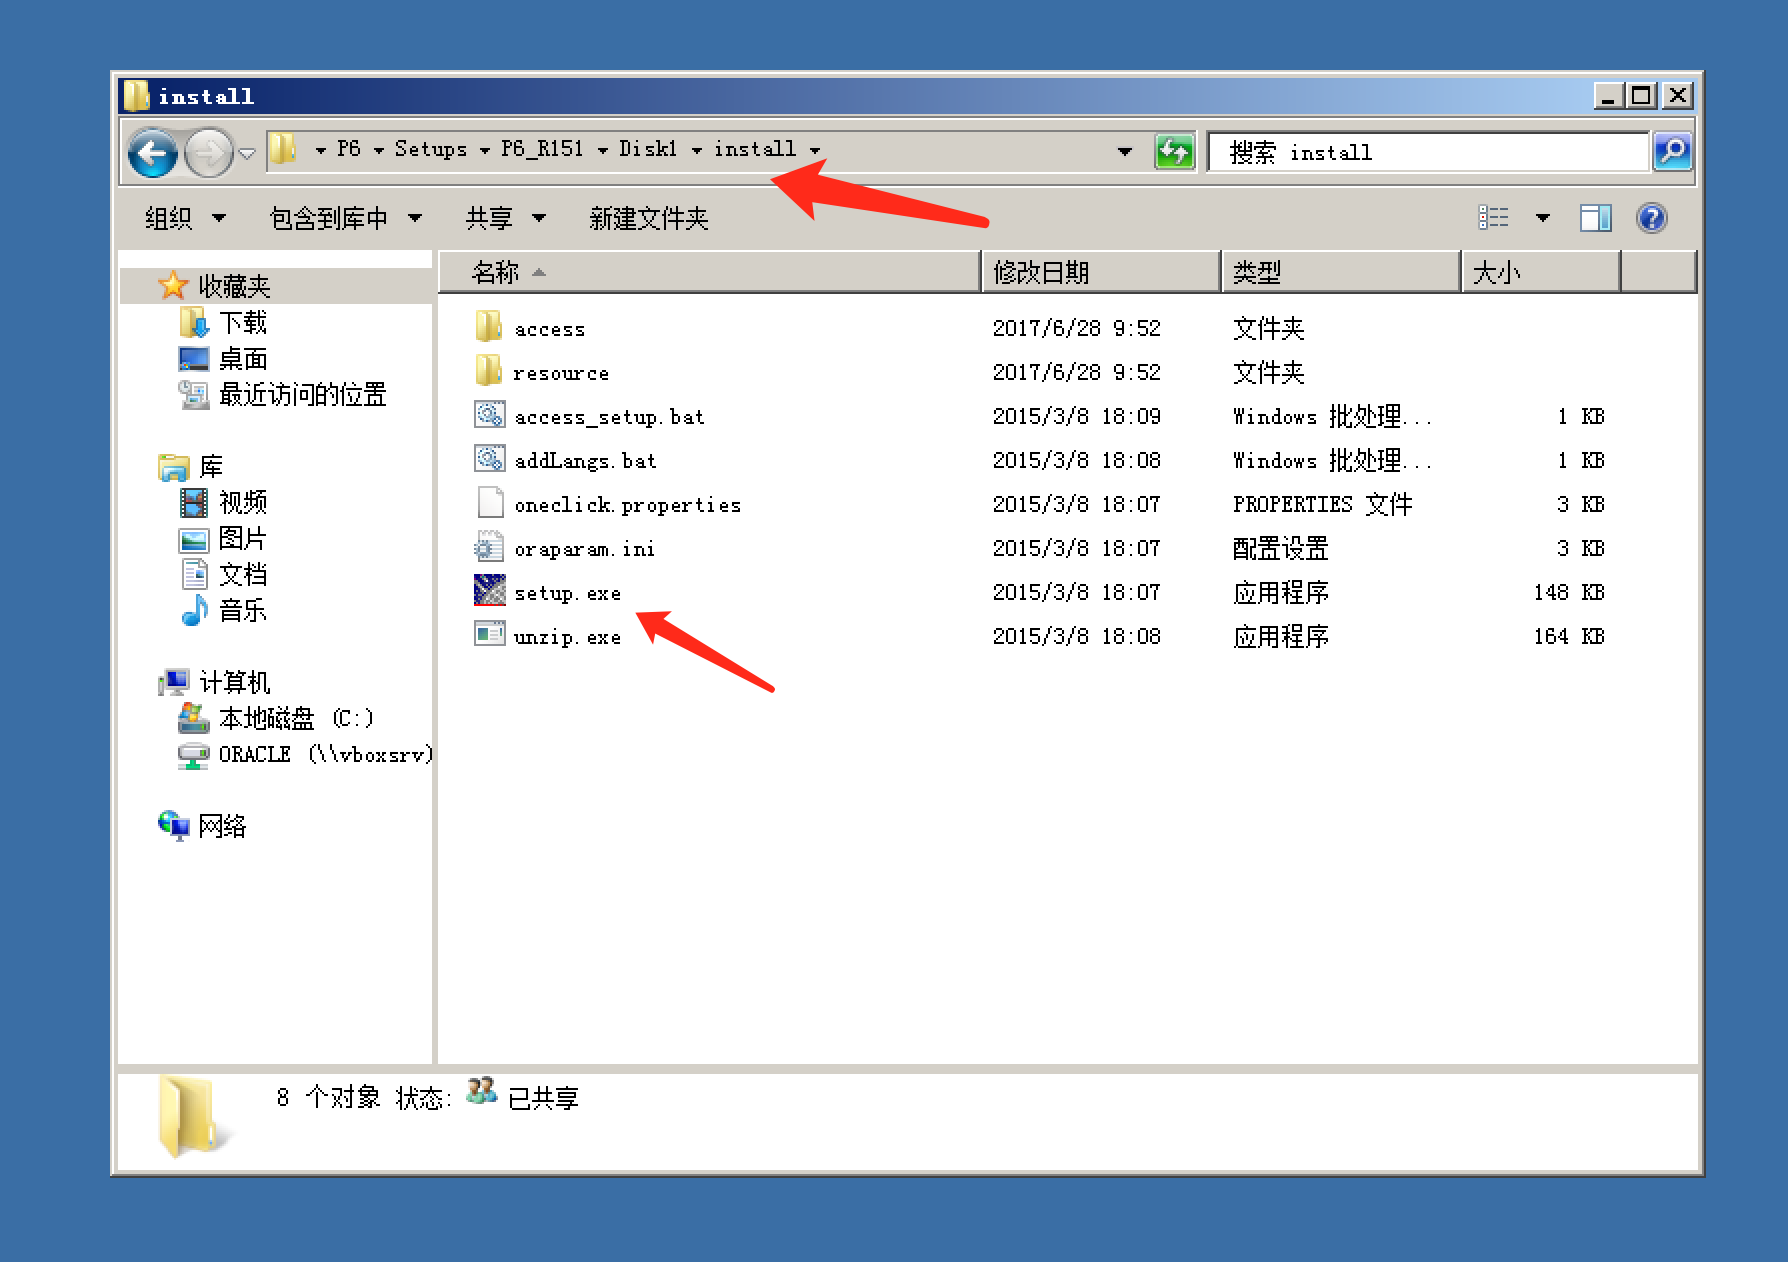 install
P6 Setups P6_R151 Disk1 install
搜索 install
组织 包含到库中 共享 新建文件夹
名称 修改日期 类型 大小
收藏夹
下载
桌面
最近访问的位置
库
视频
图片
文档
音乐
计算机
本地磁盘 (C:)
ORACLE (\\vboxsrv)
网络
access 2017/6/28 9:52 文件夹
resource 2017/6/28 9:52 文件夹
access_setup.bat 2015/3/8 18:09 Windows 批处理... 1 KB
addLangs.bat 2015/3/8 18:08 Windows 批处理... 1 KB
oneclick.properties 2015/3/8 18:07 PROPERTIES 文件 3 KB
oraparam.ini 2015/3/8 18:07 配置设置 3 KB
setup.exe 2015/3/8 18:07 应用程序 148 KB
unzip.exe 2015/3/8 18:08 应用程序 164 KB
8 个对象 状态: 已共享